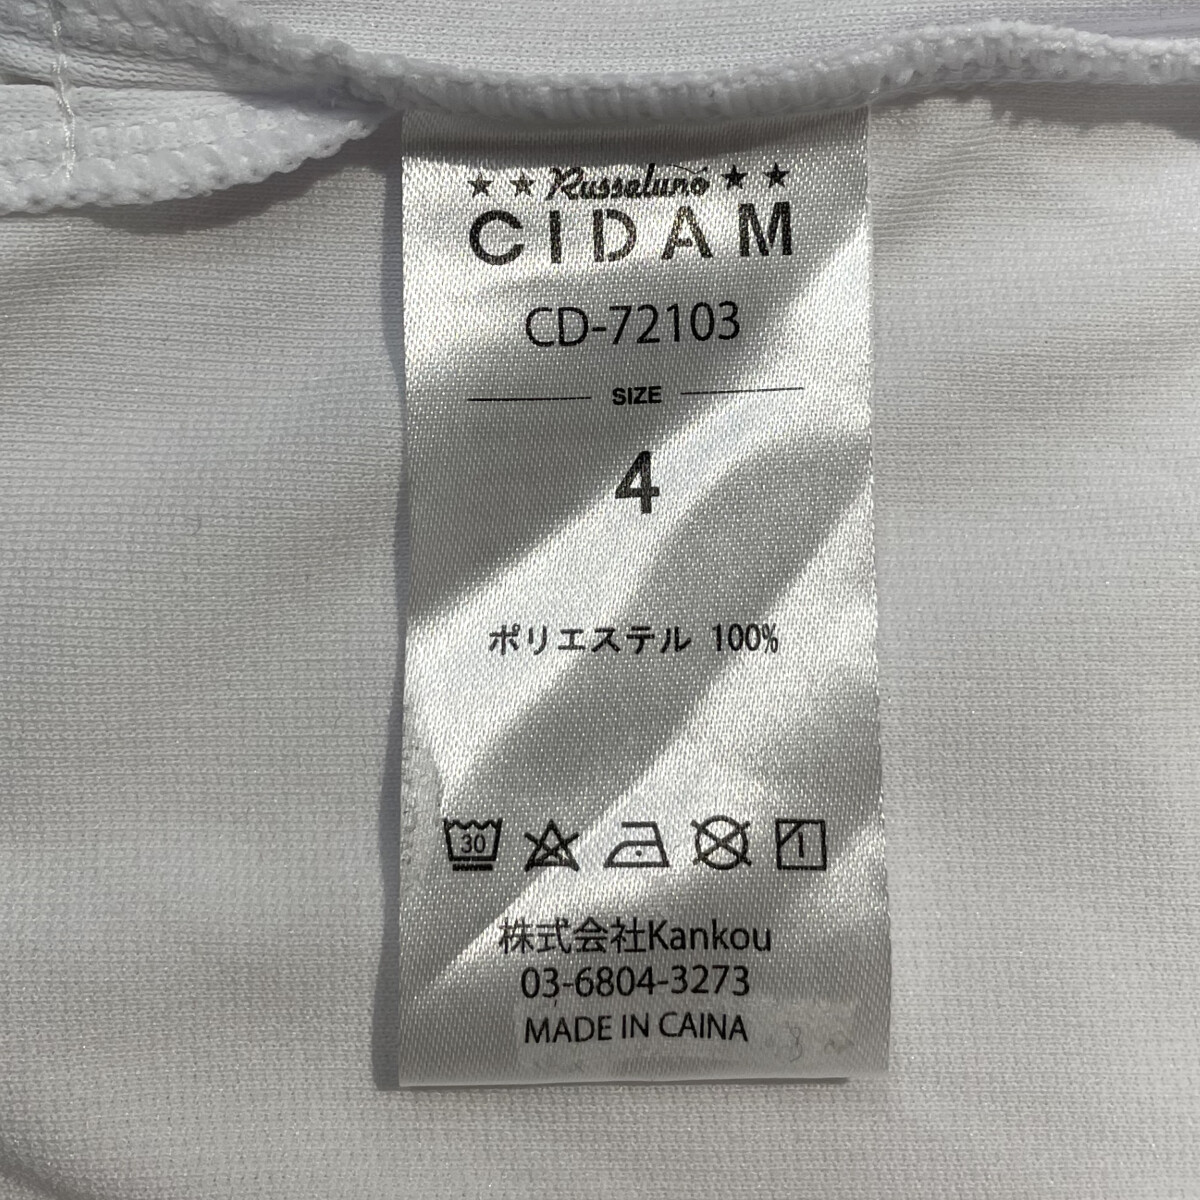 ★ ★ Russeluno ★ ★
CIDAM
CD-72103
SIZE
4
ポリエステル 100%
30
株式会社Kankou
03-6804-3273
MADE IN CAINA